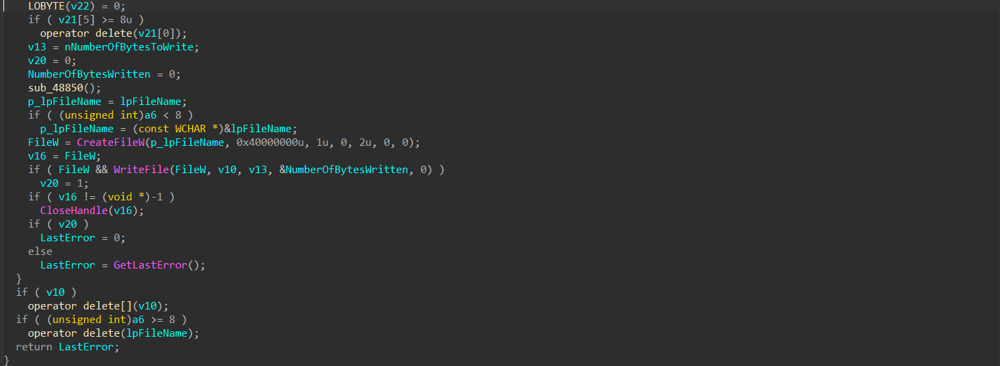 LOBYTE(v22) = 0;
if ( v21[5] >= 8u )
operator delete(v21[0]);
v13 = nNumberOfBytesToWrite;
v20 = 0;
NumberOfBytesWritten = 0;
sub_48850();
p_lpFileName = lpFileName;
if ( (unsigned int)a6 < 8 )
p_lpFileName = (const WCHAR *)&lpFileName;
FileW = CreateFileW(p_lpFileName, 0x40000000u, 1u, 0, 2u, 0, 0);
v16 = FileW;
if ( FileW && WriteFile(FileW, v10, v13, &NumberOfBytesWritten, 0) )
v20 = 1;
if ( v16 != (void *)-1 )
CloseHandle(v16);
if ( v20 )
LastError = 0;
else
LastError = GetLastError();
}
if ( v10 )
operator delete[](v10);
if ( (unsigned int)a6 >= 8 )
operator delete(lpFileName);
return LastError;
}